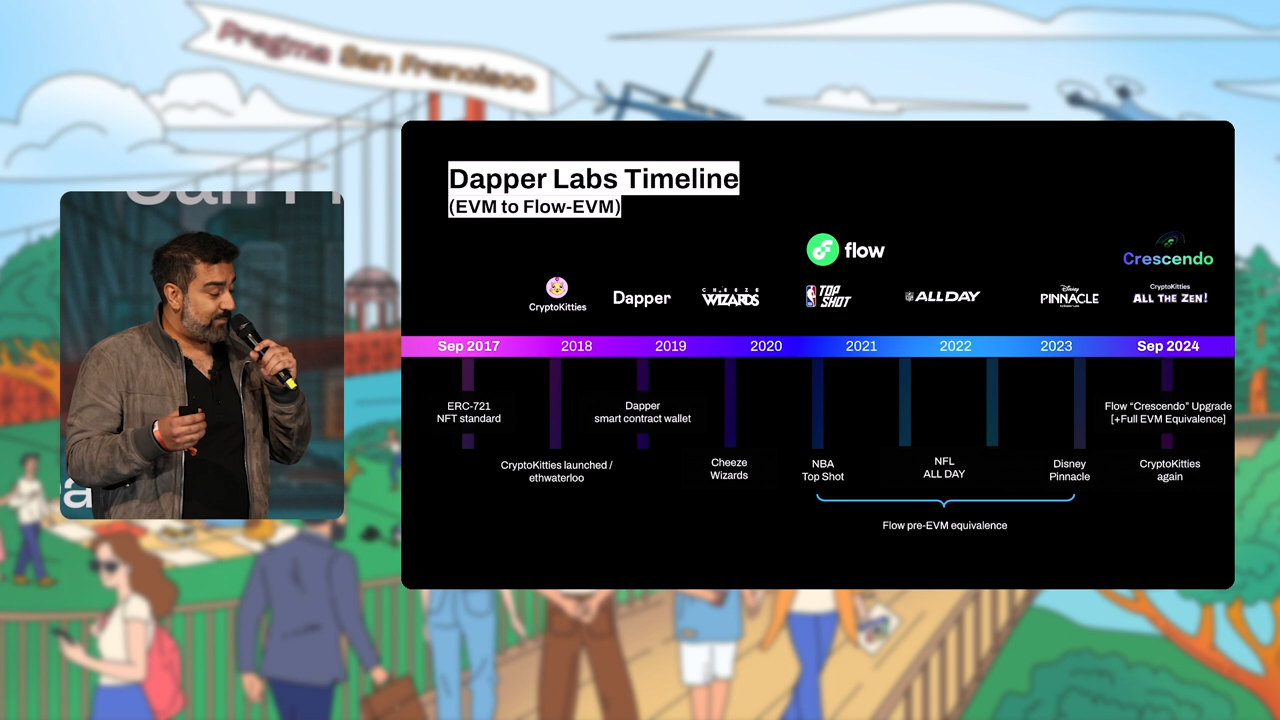 Pragma San Francisco
San Fr
Dapper Labs Timeline
(EVM to Flow-EVM)
flow
Crescendo
CryptoKitties
Dapper
CHEEZE
WIZARDS
TOP
SHOT
ALL DAY
Disney
PINNACLE
CryptoKitties
ALL THE ZEN!
Sep 2017
2018
2019
2020
2021
2022
2023
Sep 2024
ERC-721
NFT standard
CryptoKitties launched /
ethwaterloo
Dapper
smart contract wallet
Cheeze
Wizards
NBA
Top Shot
NFL
ALL DAY
Disney
Pinnacle
Flow “Crescendo” Upgrade
[+Full EVM Equivalence]
CryptoKitties
again
Flow pre-EVM equivalence